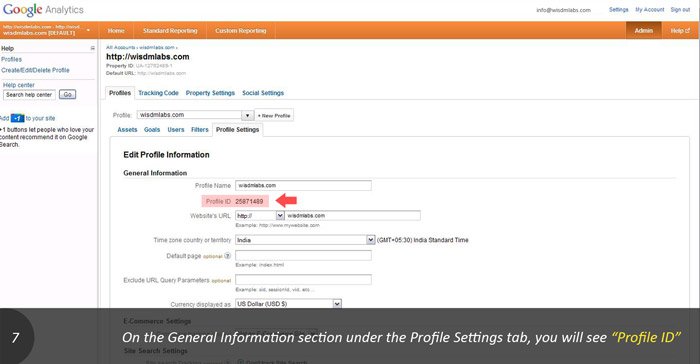 Google Analytics
info@wisdmlabs.com Settings My Account Sign out
http://wisdmlabs.com - http://wisd...
wisdmlabs.com [DEFAULT]
Home Standard Reporting Custom Reporting Admin Help
Help
Profiles
Create/Edit/Delete Profile
Help center
Search help center Go
Add +1 to your site
+1 buttons let people who love your
content recommend it on Google
Search.
All Accounts › wisdmlabs.com ›
http://wisdmlabs.com
Property ID: UA-12752489-1
Default URL: http://wisdmlabs.com
Profiles Tracking Code Property Settings Social Settings
Profile: wisdmlabs.com + New Profile
Assets Goals Users Filters Profile Settings
Edit Profile Information
General Information
Profile Name wisdmlabs.com
Profile ID 25871489
Website's URL http:// wisdmlabs.com
Example: http://www.mywebsite.com
Time zone country or territory India (GMT+05:30) India Standard Time
Default page optional ?
Example: index.html
Exclude URL Query Parameters optional
Example: sid, sessionid, vid, etc...
Currency displayed as US Dollar (USD $)
E-Commerce Settings
Site Search Settings
7 On the General Information section under the Profile Settings tab, you will see “Profile ID”